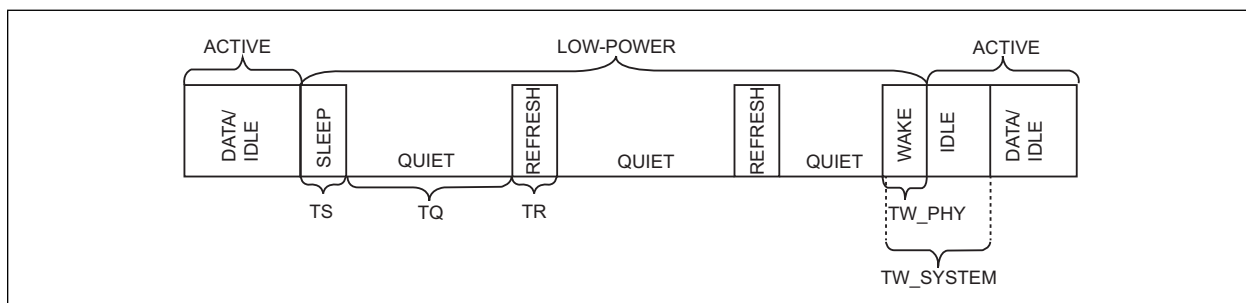 ACTIVE
LOW-POWER
ACTIVE
DATA/
IDLE
SLEEP
QUIET
REFRESH
QUIET
REFRESH
QUIET
WAKE
IDLE
DATA/
IDLE
TS
TQ
TR
TW_PHY
TW_SYSTEM